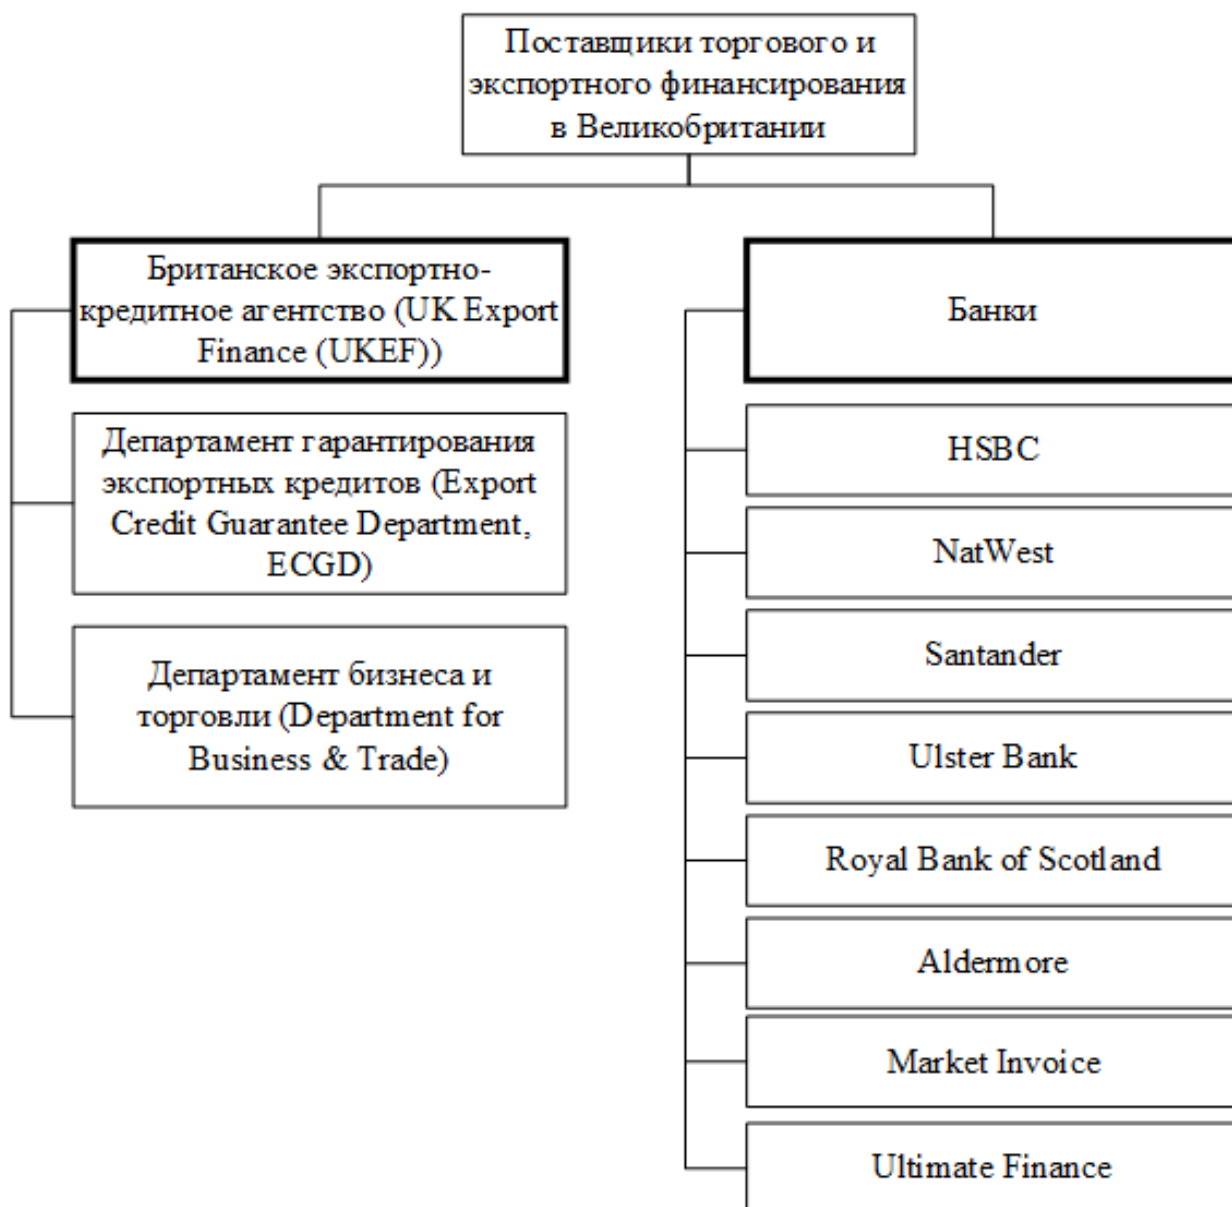 Поставщики торгового и
экспортного финансирования
в Великобритании
Британское экспортно-
кредитное агентство (UK Export
Finance (UKEF))
Департамент гарантирования
экспортных кредитов (Export
Credit Guarantee Department,
ECGD)
Департамент бизнеса и
торговли (Department for
Business & Trade)
Банки
HSBC
NatWest
Santander
Ulster Bank
Royal Bank of Scotland
Aldermore
Market Invoice
Ultimate Finance